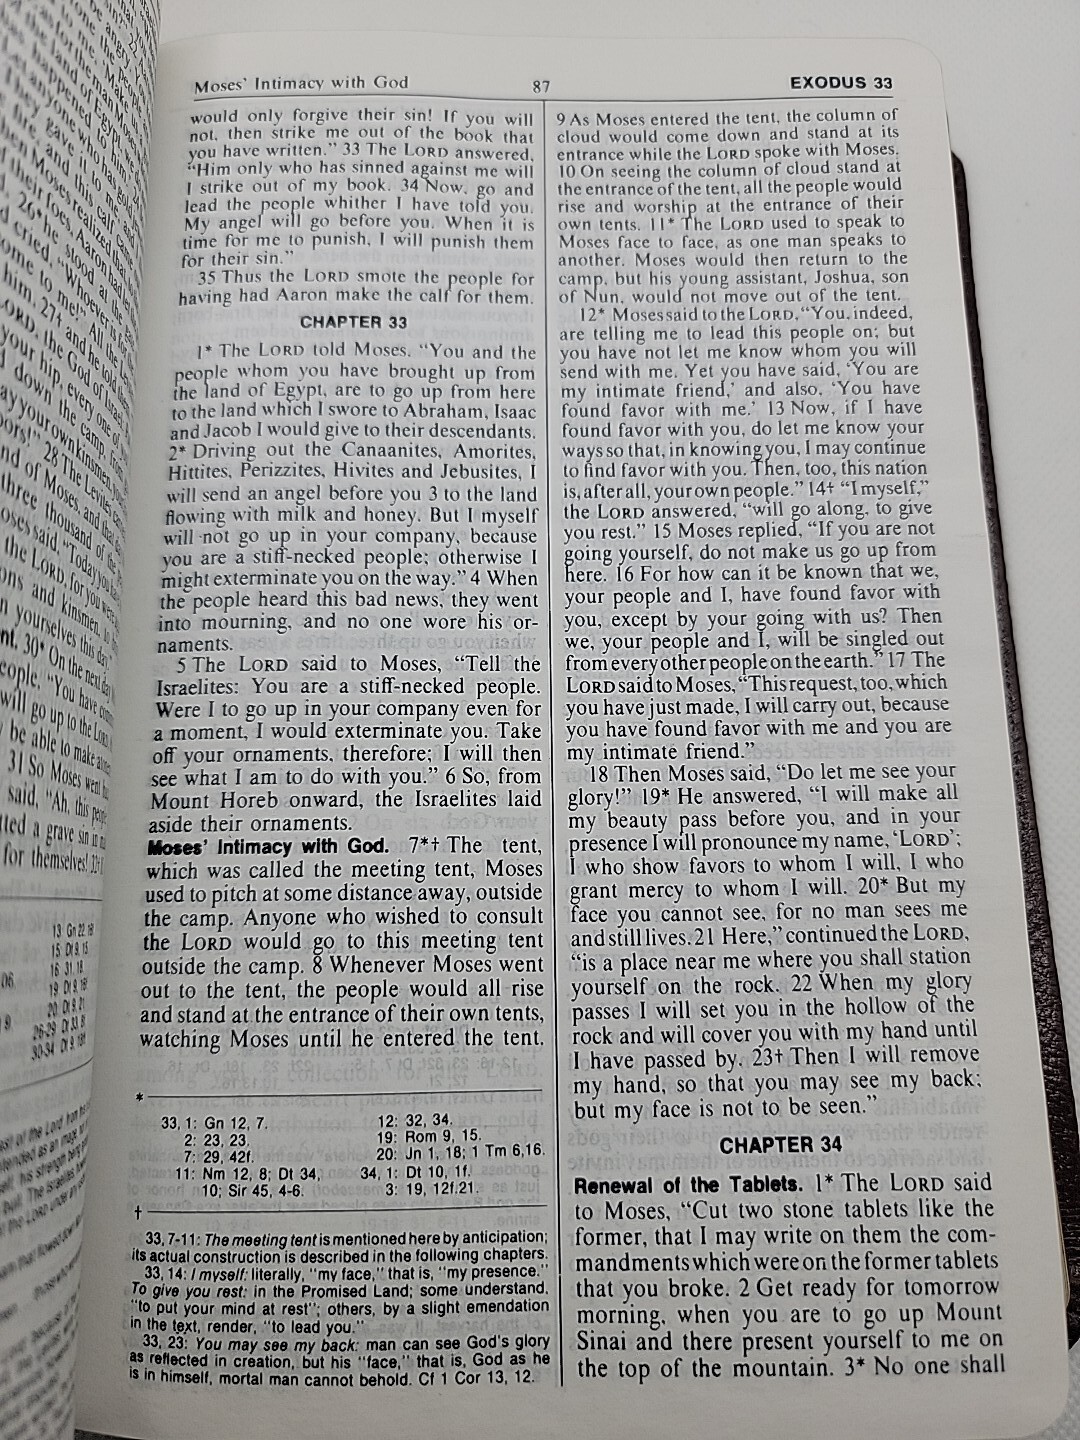 Moses' Intimacy with God
87
EXODUS 33
would only forgive their sin! If you will
not, then strike me out of the book that
you have written." 33 The LORD answered,
"Him only who has sinned against me will
I strike out of my book. 34 Now, go and
lead the people whither I have told you.
My angel will go before you. When it is
time for me to punish, I will punish them
for their sin."
35 Thus the LORD smote the people for
having had Aaron make the calf for them.
CHAPTER 33
1* The LORD told Moses, "You and the
people whom you have brought up from
the land of Egypt, are to go up from here
to the land which I swore to Abraham, Isaac
and Jacob I would give to their descendants.
2* Driving out the Canaanites, Amorites,
Hittites, Perizzites, Hivites and Jebusites, I
will send an angel before you 3 to the land
flowing with milk and honey. But I myself
will not go up in your company, because
you are a stiff-necked people; otherwise I
might exterminate you on the way." 4 When
the people heard this bad news, they went
into mourning, and no one wore his or-
naments.
5 The LORD said to Moses, "Tell the
Israelites: You are a stiff-necked people.
Were I to go up in your company even for
a moment, I would exterminate you. Take
off your ornaments, therefore; I will then
see what I am to do with you." 6 So, from
Mount Horeb onward, the Israelites laid
aside their ornaments.
Moses' Intimacy with God. 7*† The tent,
which was called the meeting tent, Moses
used to pitch at some distance away, outside
the camp. Anyone who wished to consult
the LORD would go to this meeting tent
outside the camp. 8 Whenever Moses went
out to the tent, the people would all rise
and stand at the entrance of their own tents,
watching Moses until he entered the tent.
*
33, 1: Gn 12, 7.
2: 23, 23.
7: 29, 42f.
11: Nm 12, 8; Dt 34,
10; Sir 45, 4-6.
12: 32, 34.
19: Rom 9, 15.
20: Jn 1, 18; 1 Tm 6,16.
34, 1: Dt 10, 1f.
3: 19, 12f.21.
†
33, 7-11: The meeting tent is mentioned here by anticipation;
its actual construction is described in the following chapters.
33, 14: I myself: literally, "my face," that is, "my presence."
To give you rest: in the Promised Land; some understand,
"to put your mind at rest"; others, by a slight emendation
in the text, render, "to lead you."
33, 23: You may see my back: man can see God's glory
as reflected in creation, but his "face," that is, God as he
is in himself, mortal man cannot behold. Cf 1 Cor 13, 12.
9 As Moses entered the tent, the column of
cloud would come down and stand at its
entrance while the LORD spoke with Moses.
10 On seeing the column of cloud stand at
the entrance of the tent, all the people would
rise and worship at the entrance of their
own tents. 11* The LORD used to speak to
Moses face to face, as one man speaks to
another. Moses would then return to the
camp, but his young assistant, Joshua, son
of Nun, would not move out of the tent.
12* Moses said to the LORD, "You, indeed,
are telling me to lead this people on; but
you have not let me know whom you will
send with me. Yet you have said, 'You are
my intimate friend,' and also, 'You have
found favor with me.' 13 Now, if I have
found favor with you, do let me know your
ways so that, in knowing you, I may continue
to find favor with you. Then, too, this nation
is, after all, your own people." 14† "I myself,"
the LORD answered, "will go along, to give
you rest." 15 Moses replied, "If you are not
going yourself, do not make us go up from
here. 16 For how can it be known that we,
your people and I, have found favor with
you, except by your going with us? Then
we, your people and I, will be singled out
from every other people on the earth." 17 The
LORD said to Moses, "This request, too, which
you have just made, I will carry out, because
you have found favor with me and you are
my intimate friend."
18 Then Moses said, "Do let me see your
glory!" 19* He answered, "I will make all
my beauty pass before you, and in your
presence I will pronounce my name, 'LORD';
I who show favors to whom I will, I who
grant mercy to whom I will. 20* But my
face you cannot see, for no man sees me
and still lives. 21 Here," continued the LORD,
"is a place near me where you shall station
yourself on the rock. 22 When my glory
passes I will set you in the hollow of the
rock and will cover you with my hand until
I have passed by. 23† Then I will remove
my hand, so that you may see my back;
but my face is not to be seen."
CHAPTER 34
Renewal of the Tablets. 1* The LORD said
to Moses, "Cut two stone tablets like the
former, that I may write on them the com-
mandments which were on the former tablets
that you broke. 2 Get ready for tomorrow
morning, when you are to go up Mount
Sinai and there present yourself to me on
the top of the mountain. 3* No one shall